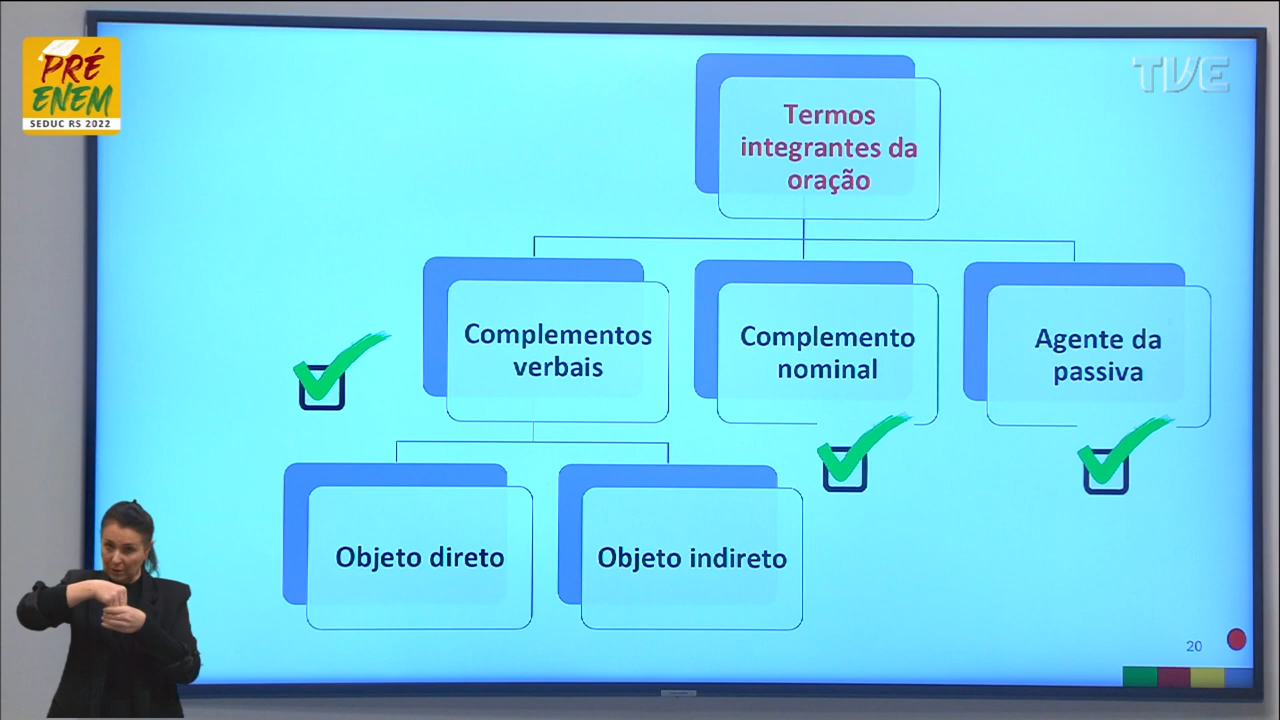 PRÉ
ENEM
SEDUC RS 2022
TVE
Termos
integrantes da
oração
Complementos
verbais
Complemento
nominal
Agente da
passiva
Objeto direto
Objeto indireto
20